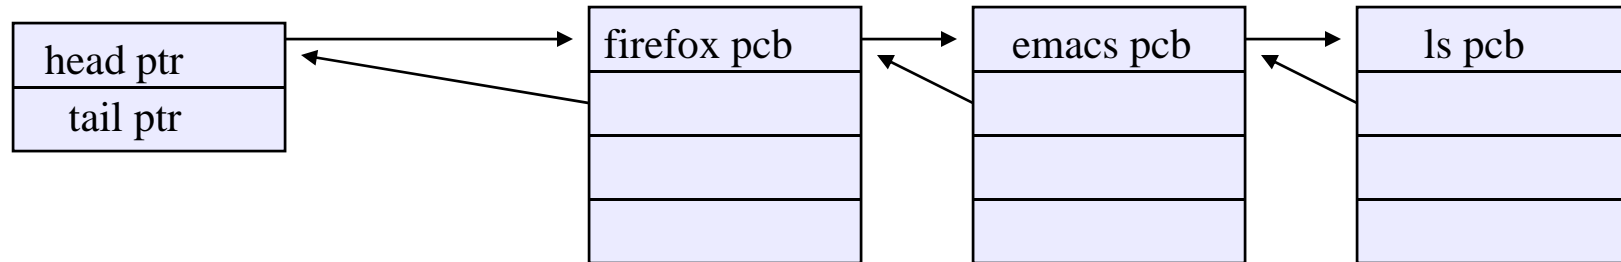 head ptr
tail ptr
firefox pcb
emacs pcb
ls pcb